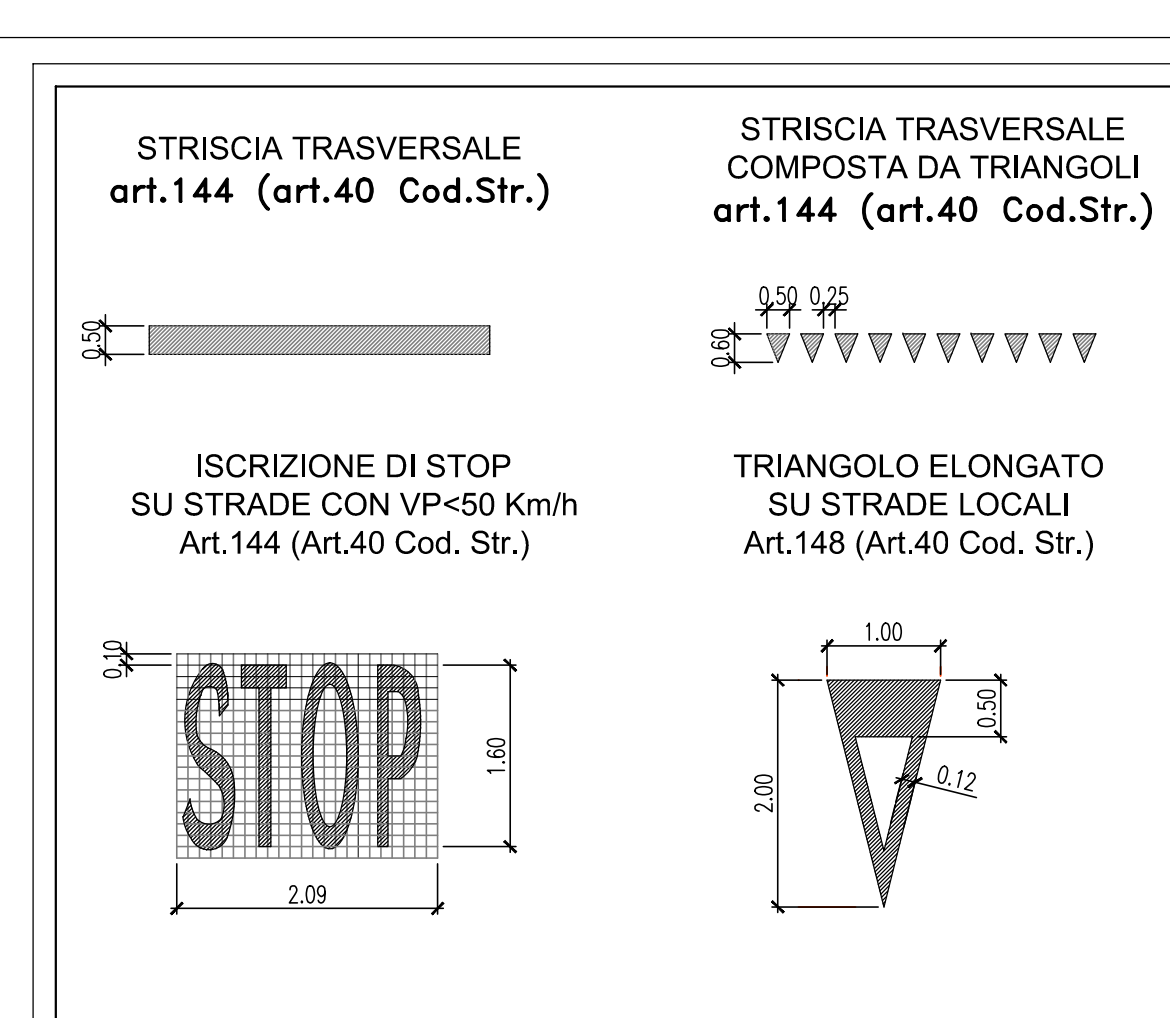 STRISCIA TRASVERSALE
art.144 (art.40 Cod.Str.)
STRISCIA TRASVERSALE
COMPOSTA DA TRIANGOLI
art.144 (art.40 Cod.Str.)
0.50
0.50 0.25
0.60
ISCRIZIONE DI STOP
SU STRADE CON VP<50 Km/h
Art.144 (Art.40 Cod. Str.)
TRIANGOLO ELONGATO
SU STRADE LOCALI
Art.148 (Art.40 Cod. Str.)
0.10
STOP
1.60
2.09
1.00
0.50
2.00
0.12